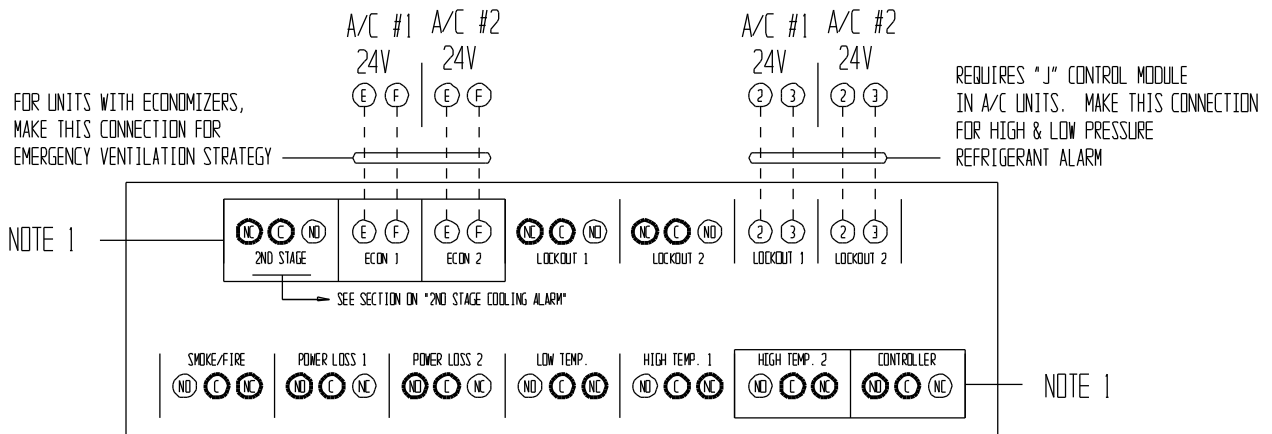 A/C #1 A/C #2 A/C #1 A/C #2
24V 24V 24V 24V
E F E F 2 3 2 3
FOR UNITS WITH ECONOMIZERS,
MAKE THIS CONNECTION FOR
EMERGENCY VENTILATION STRATEGY
REQUIRES "J" CONTROL MODULE
IN A/C UNITS. MAKE THIS CONNECTION
FOR HIGH & LOW PRESSURE
REFRIGERANT ALARM
NOTE 1
NC C NO E F E F NC C NO NC C NO 2 3 2 3
2ND STAGE ECON 1 ECON 2 LOCKOUT 1 LOCKOUT 2 LOCKOUT 1 LOCKOUT 2
SEE SECTION ON "2ND STAGE COOLING ALARM"
SMOKE/FIRE POWER LOSS 1 POWER LOSS 2 LOW TEMP. HIGH TEMP. 1 HIGH TEMP. 2 CONTROLLER
NO C NC NO C NC NO C NC NO C NC NO C NC NO C NC NO C NC
NOTE 1